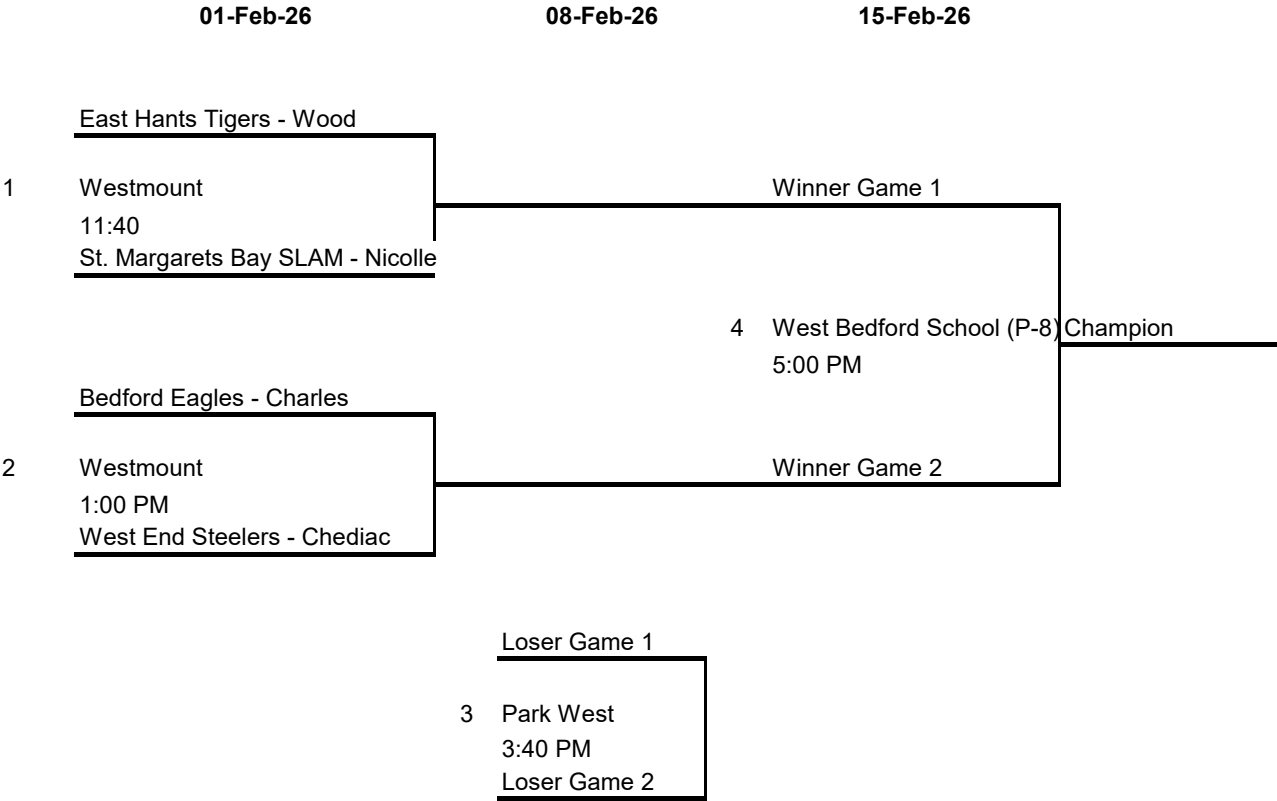 01-Feb-26 08-Feb-26 15-Feb-26
East Hants Tigers - Wood
1 Westmount Winner Game 1
11:40
St. Margarets Bay SLAM - Nicolle
4 West Bedford School (P-8) Champion
5:00 PM
Bedford Eagles - Charles
2 Westmount Winner Game 2
1:00 PM
West End Steelers - Chediac
Loser Game 1
3 Park West
3:40 PM
Loser Game 2